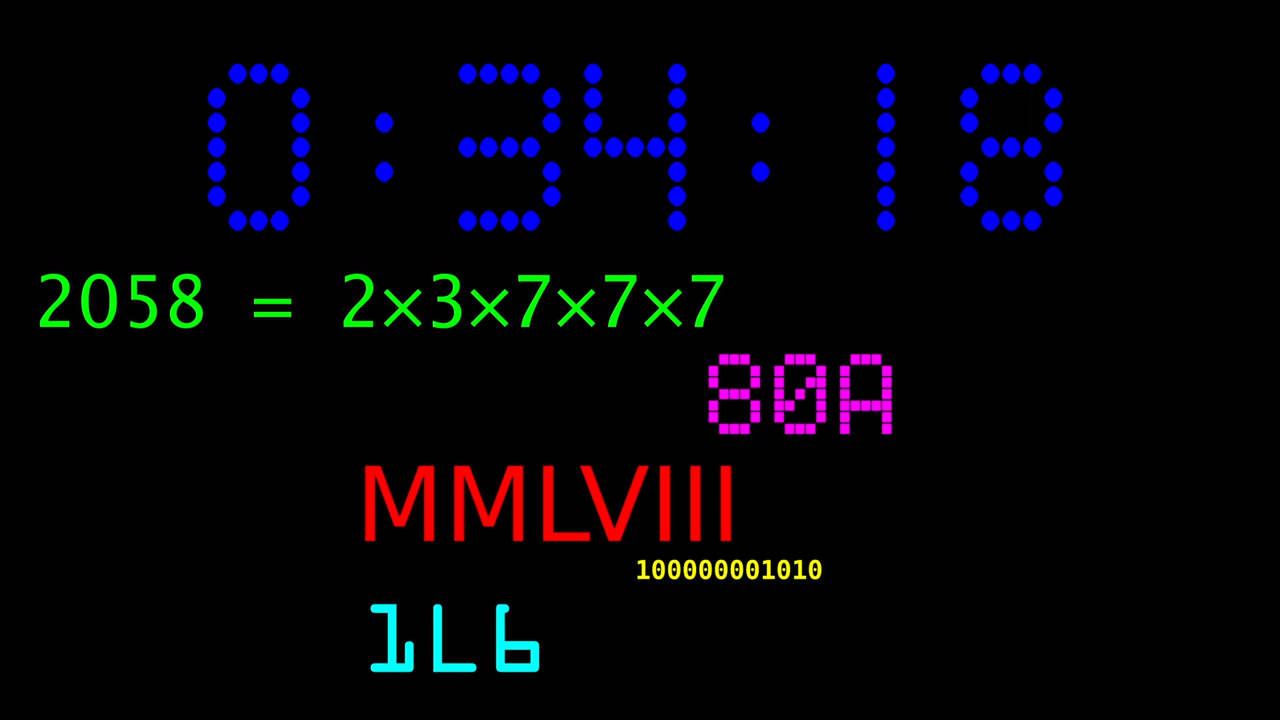 0:34:18
2058 = 2×3×7×7×7
80A
MMLVIII
100000001010
1L6